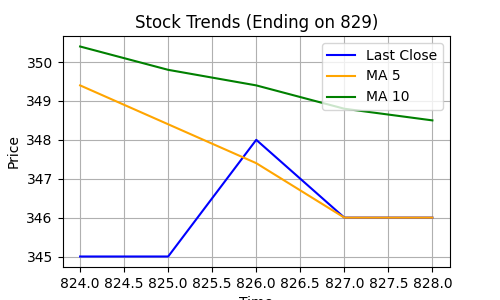 Stock Trends (Ending on 829)
Last Close
MA 5
MA 10
Price
350
349
348
347
346
345
824.0 824.5 825.0 825.5 826.0 826.5 827.0 827.5 828.0
Time